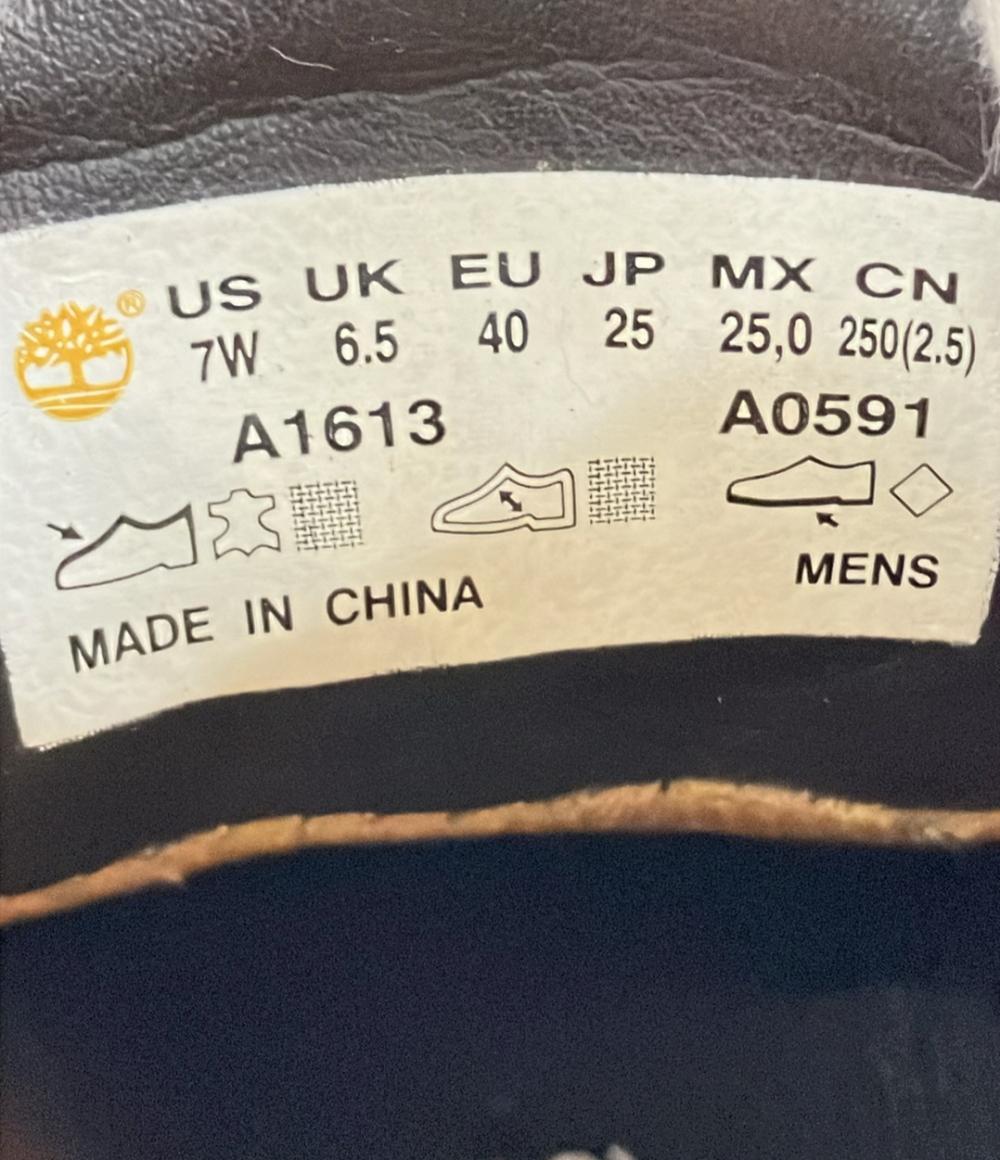 ® US UK EU JP MX CN
7W 6.5 40 25 25,0 250(2.5)
A1613 A0591
MENS
MADE IN CHINA